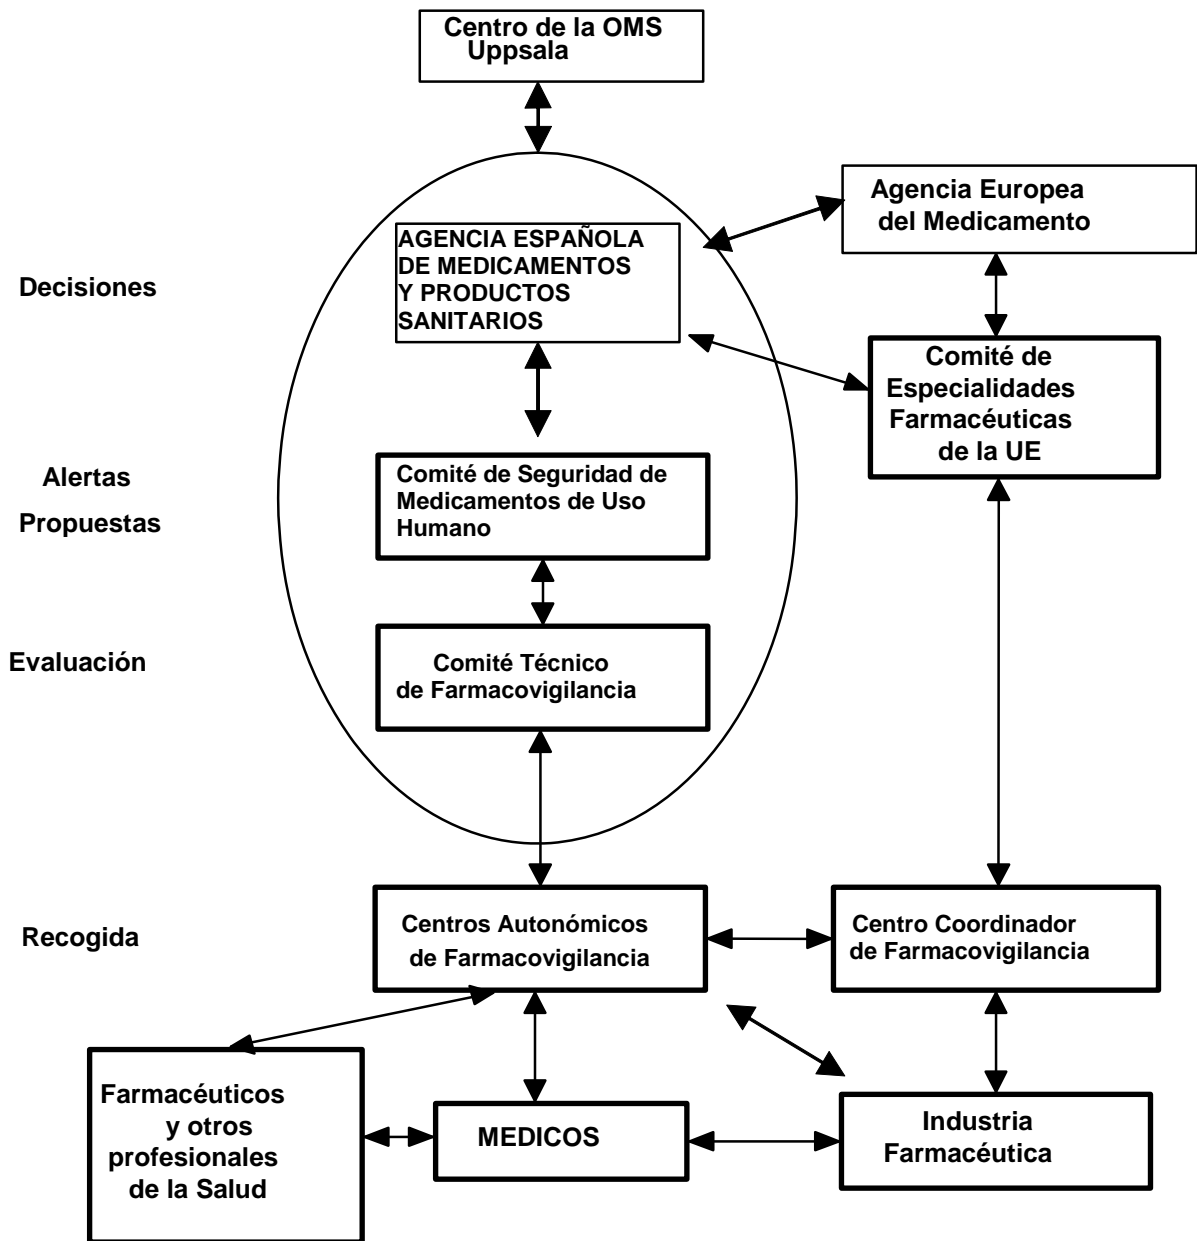 Centro de la OMS
Uppsala
Agencia Europea
del Medicamento
AGENCIA ESPAÑOLA
DE MEDICAMENTOS
Y PRODUCTOS
SANITARIOS
Decisiones
Comité de
Especialidades
Farmacéuticas
de la UE
Alertas
Propuestas
Comité de Seguridad de
Medicamentos de Uso
Humano
Evaluación
Comité Técnico
de Farmacovigilancia
Recogida
Centros Autonómicos
de Farmacovigilancia
Centro Coordinador
de Farmacovigilancia
Farmacéuticos
y otros
profesionales
de la Salud
MEDICOS
Industria
Farmacéutica